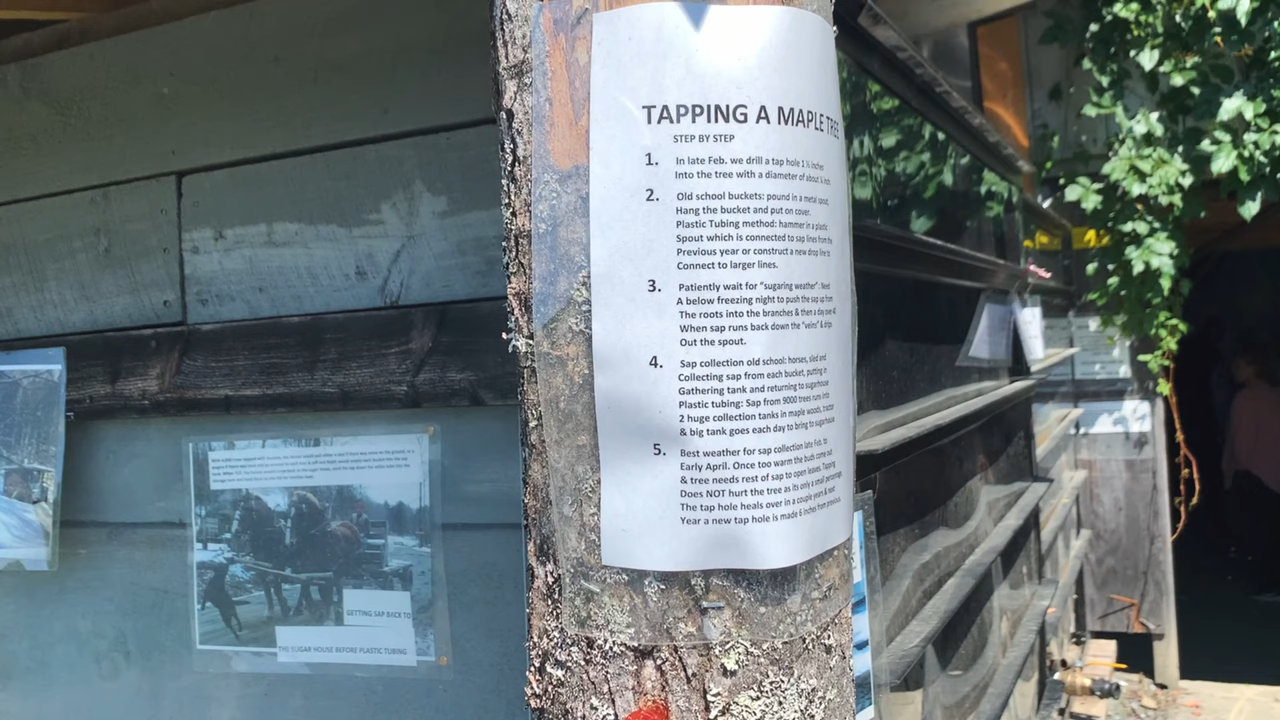 TAPPING A MAPLE TREE
STEP BY STEP
1. In late Feb. we drill a tap hole 1 ½ inches
Into the tree with a diameter of about ¼ inch
2. Old school buckets: pound in a metal spout,
Hang the bucket and put on cover.
Plastic Tubing method: hammer in a plastic
Spout which is connected to sap lines from the
Previous year or construct a new drop line to
Connect to larger lines.
3. Patiently wait for "sugaring weather": Need
A below freezing night to push the sap up from
The roots into the branches & then a day over 40
When sap runs back down the "veins" & drips
Out the spout.
4. Sap collection old school: horses, sled and
Collecting sap from each bucket, putting in
Gathering tank and returning to sugarhouse
Plastic tubing: Sap from 9000 trees runs into
2 huge collection tanks in maple woods, tractor
& big tank goes each day to bring to sugarhouse
5. Best weather for sap collection late Feb. to
Early April. Once too warm the buds come out
& tree needs rest of sap to open leaves. Tapping
Does NOT hurt the tree as its only a small percentage.
The tap hole heals over in a couple years & next
Year a new tap hole is made 6 inches from previous.
GETTING SAP BACK TO
THE SUGAR HOUSE BEFORE PLASTIC TUBING